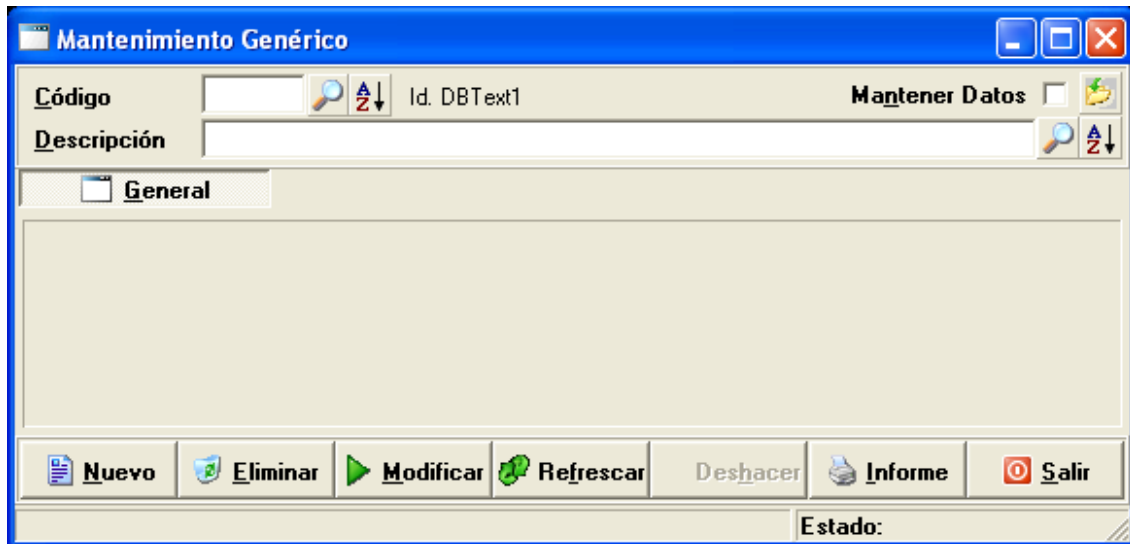 Mantenimiento Genérico
Código Id. DBText1 Mantener Datos
Descripción
General
Nuevo Eliminar Modificar Refrescar Deshacer Informe Salir
Estado: